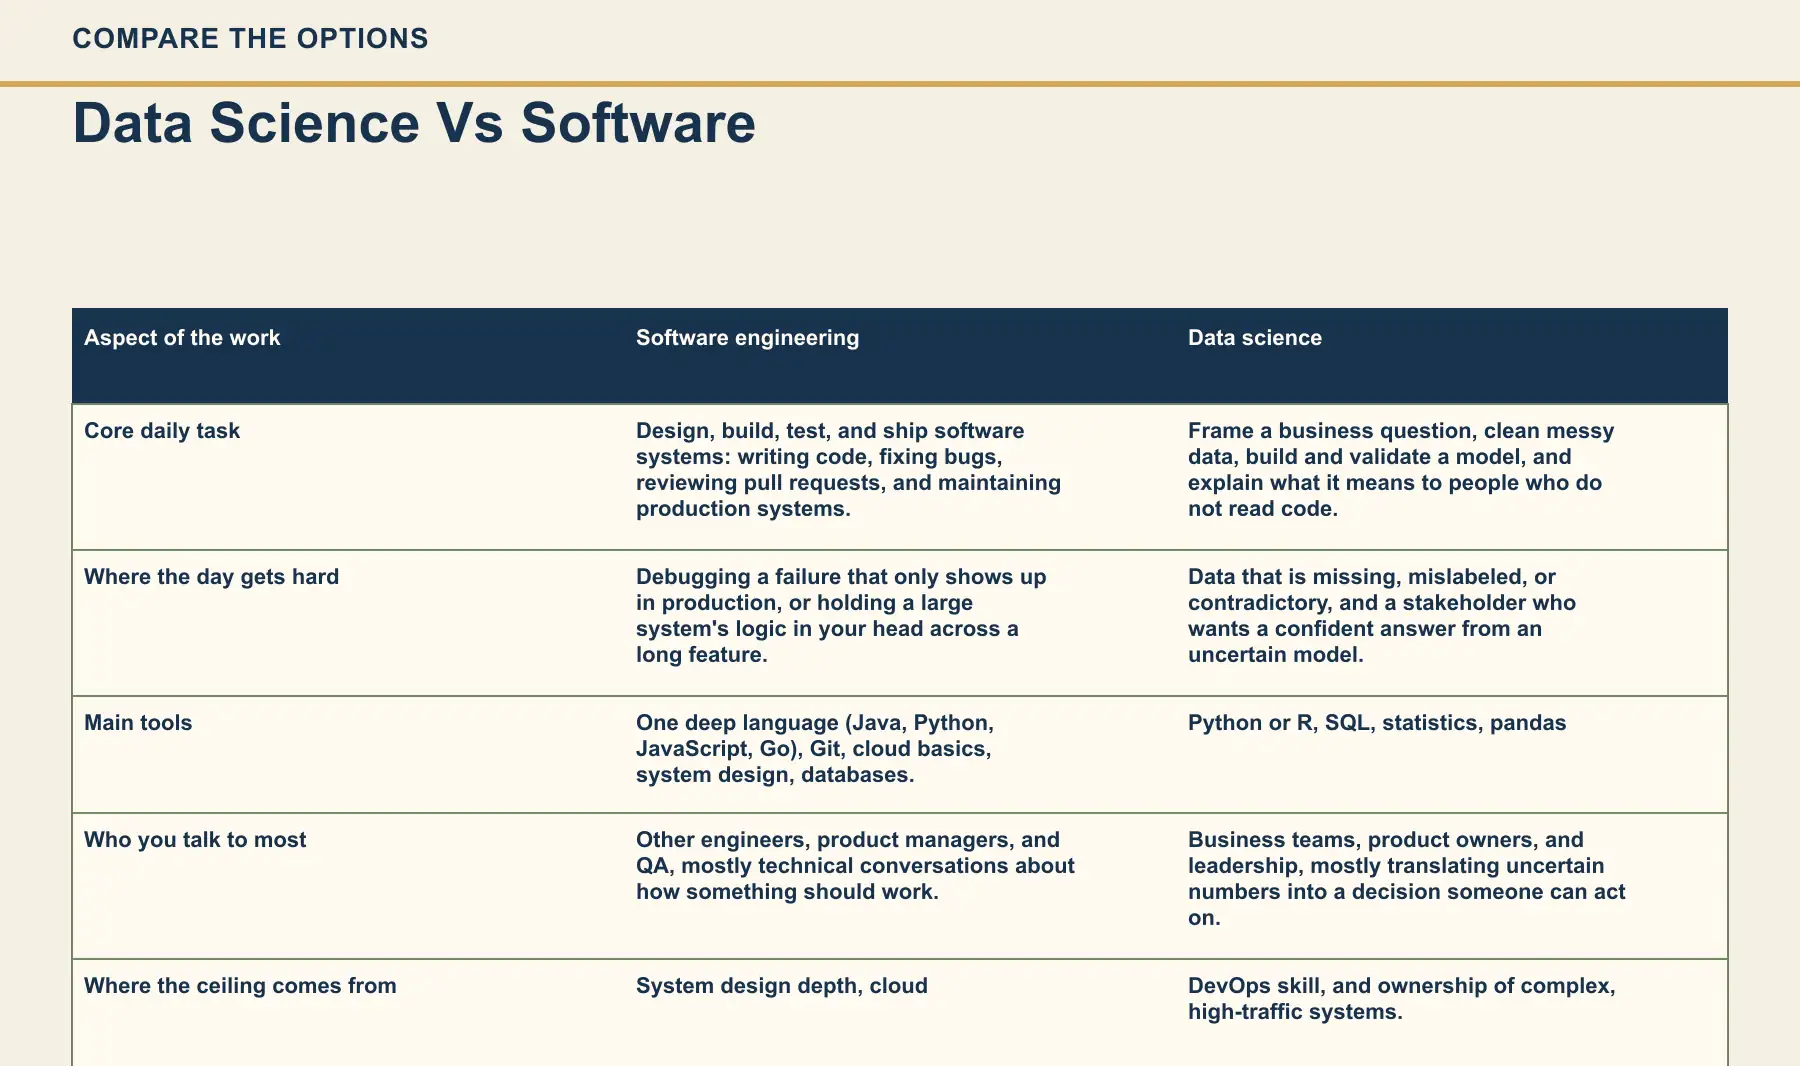 COMPARE THE OPTIONS
Data Science Vs Software
Aspect of the work
Software engineering
Data science
Core daily task
Design, build, test, and ship software
systems: writing code, fixing bugs,
reviewing pull requests, and maintaining
production systems.
Frame a business question, clean messy
data, build and validate a model, and
explain what it means to people who do
not read code.
Where the day gets hard
Debugging a failure that only shows up
in production, or holding a large
system's logic in your head across a
long feature.
Data that is missing, mislabeled, or
contradictory, and a stakeholder who
wants a confident answer from an
uncertain model.
Main tools
One deep language (Java, Python,
JavaScript, Go), Git, cloud basics,
system design, databases.
Python or R, SQL, statistics, pandas
Who you talk to most
Other engineers, product managers, and
QA, mostly technical conversations about
how something should work.
Business teams, product owners, and
leadership, mostly translating uncertain
numbers into a decision someone can act
on.
Where the ceiling comes from
System design depth, cloud
DevOps skill, and ownership of complex,
high-traffic systems.